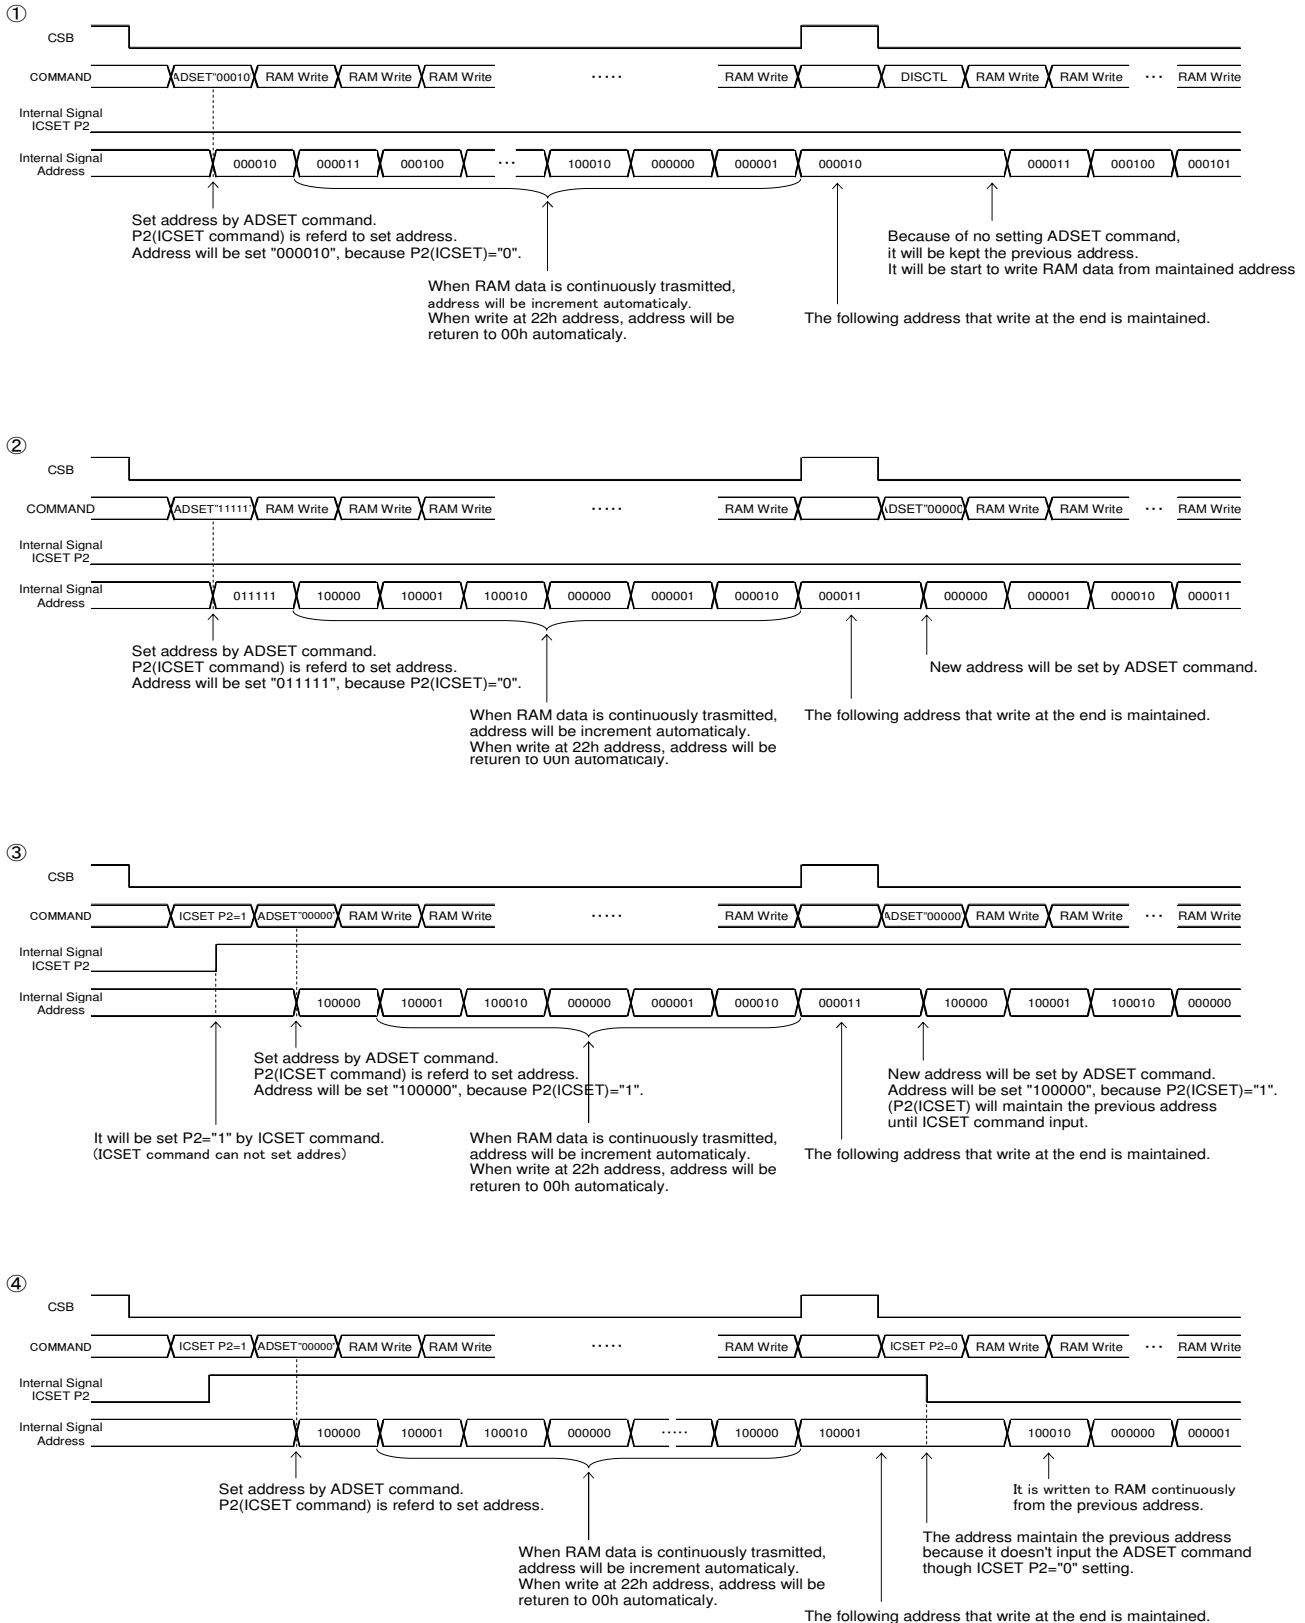 ①
CSB
COMMAND ADSET"00010 RAM Write RAM Write RAM Write ····· RAM Write DISCTL RAM Write RAM Write ··· RAM Write
Internal Signal
ICSET P2
Internal Signal
Address 000010 000011 000100 ··· 100010 000000 000001 000010 000011 000100 000101
Set address by ADSET command.
P2(ICSET command) is referd to set address.
Address will be set "000010", because P2(ICSET)="0".
When RAM data is continuously trasmitted,
address will be increment automaticaly.
When write at 22h address, address will be
returen to 00h automaticaly.
Because of no setting ADSET command,
it will be kept the previous address.
It will be start to write RAM data from maintained address
The following address that write at the end is maintained.
②
CSB
COMMAND ADSET"11111' RAM Write RAM Write RAM Write ····· RAM Write DSET"0000 RAM Write RAM Write ··· RAM Write
Internal Signal
ICSET P2
Internal Signal
Address 011111 100000 100001 100010 000000 000001 000010 000011 000000 000001 000010 000011
Set address by ADSET command.
P2(ICSET command) is referd to set address.
Address will be set "011111", because P2(ICSET)="0".
When RAM data is continuously trasmitted,
address will be increment automaticaly.
When write at 22h address, address will be
returen to 00h automaticaly.
New address will be set by ADSET command.
The following address that write at the end is maintained.
③
CSB
COMMAND ICSET P2=1 ADSET"00000' RAM Write RAM Write ····· RAM Write ADSET"00000' RAM Write RAM Write ··· RAM Write
Internal Signal
ICSET P2
Internal Signal
Address 100000 100001 100010 000000 000001 000010 000011 100000 100001 100010 000000
Set address by ADSET command.
P2(ICSET command) is referd to set address.
Address will be set "100000", because P2(ICSET)="1".
New address will be set by ADSET command.
Address will be set "100000", because P2(ICSET)="1".
(P2(ICSET) will maintain the previous address
until ICSET command input.
It will be set P2="1" by ICSET command.
(ICSET command can not set addres)
When RAM data is continuously trasmitted,
address will be increment automaticaly.
When write at 22h address, address will be
returen to 00h automaticaly.
The following address that write at the end is maintained.
④
CSB
COMMAND ICSET P2=1 ADSET"00000' RAM Write RAM Write ····· RAM Write ICSET P2=0 RAM Write RAM Write ··· RAM Write
Internal Signal
ICSET P2
Internal Signal
Address 100000 100001 100010 000000 ····· 100000 100001 100010 000000 000001
Set address by ADSET command.
P2(ICSET command) is referd to set address.
It is written to RAM continuously
from the previous address.
The address maintain the previous address
because it doesn't input the ADSET command
though ICSET P2="0" setting.
When RAM data is continuously trasmitted,
address will be increment automaticaly.
When write at 22h address, address will be
returen to 00h automaticaly.
The following address that write at the end is maintained.